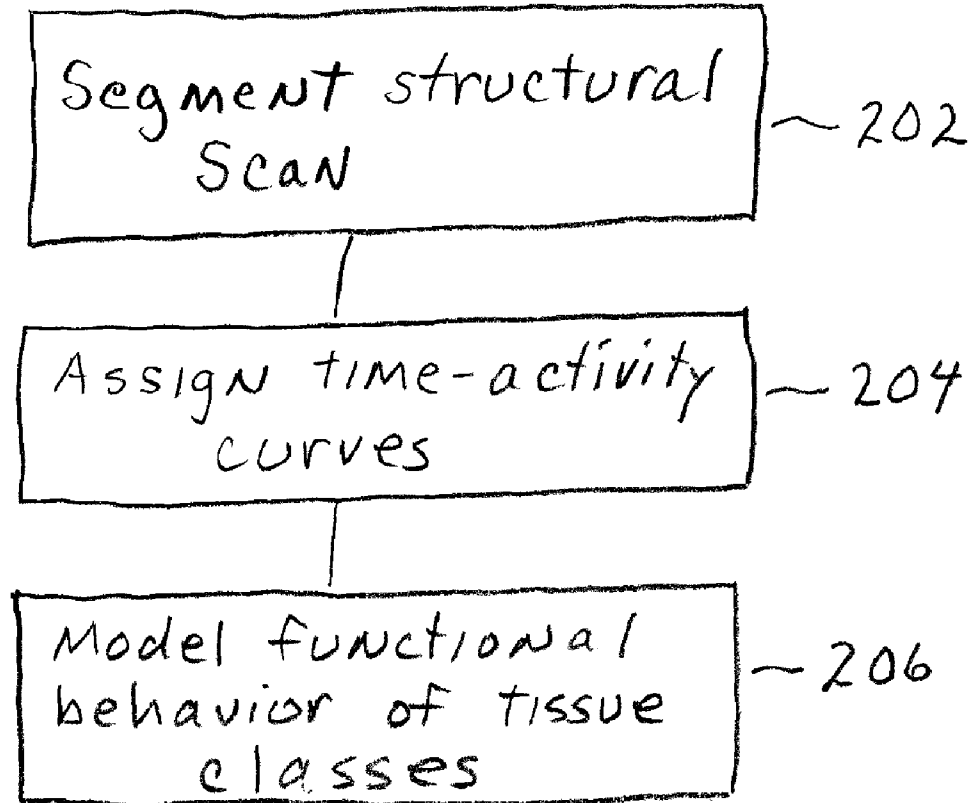 Segment structural
Scan
202
Assign time-activity
curves
204
Model functional
behavior of tissue
classes
206